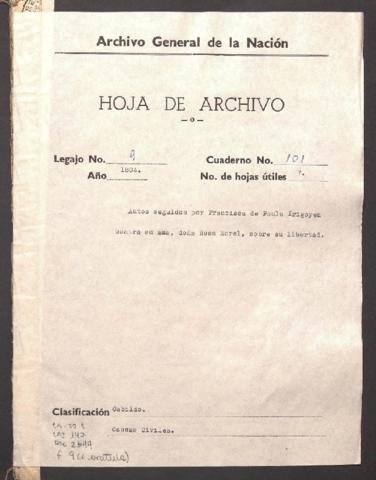 Archivo General de la Nación
HOJA DE ARCHIVO
—o—
Legajo No. 9 Cuaderno No. 101
Año 1804. No. de hojas útiles 7.
Autos seguidos por Francisca de Paula Irigoyen
contra su ama, doña Rosa Morel, sobre su libertad.
Clasificación Cabildo.
Causas Civiles.